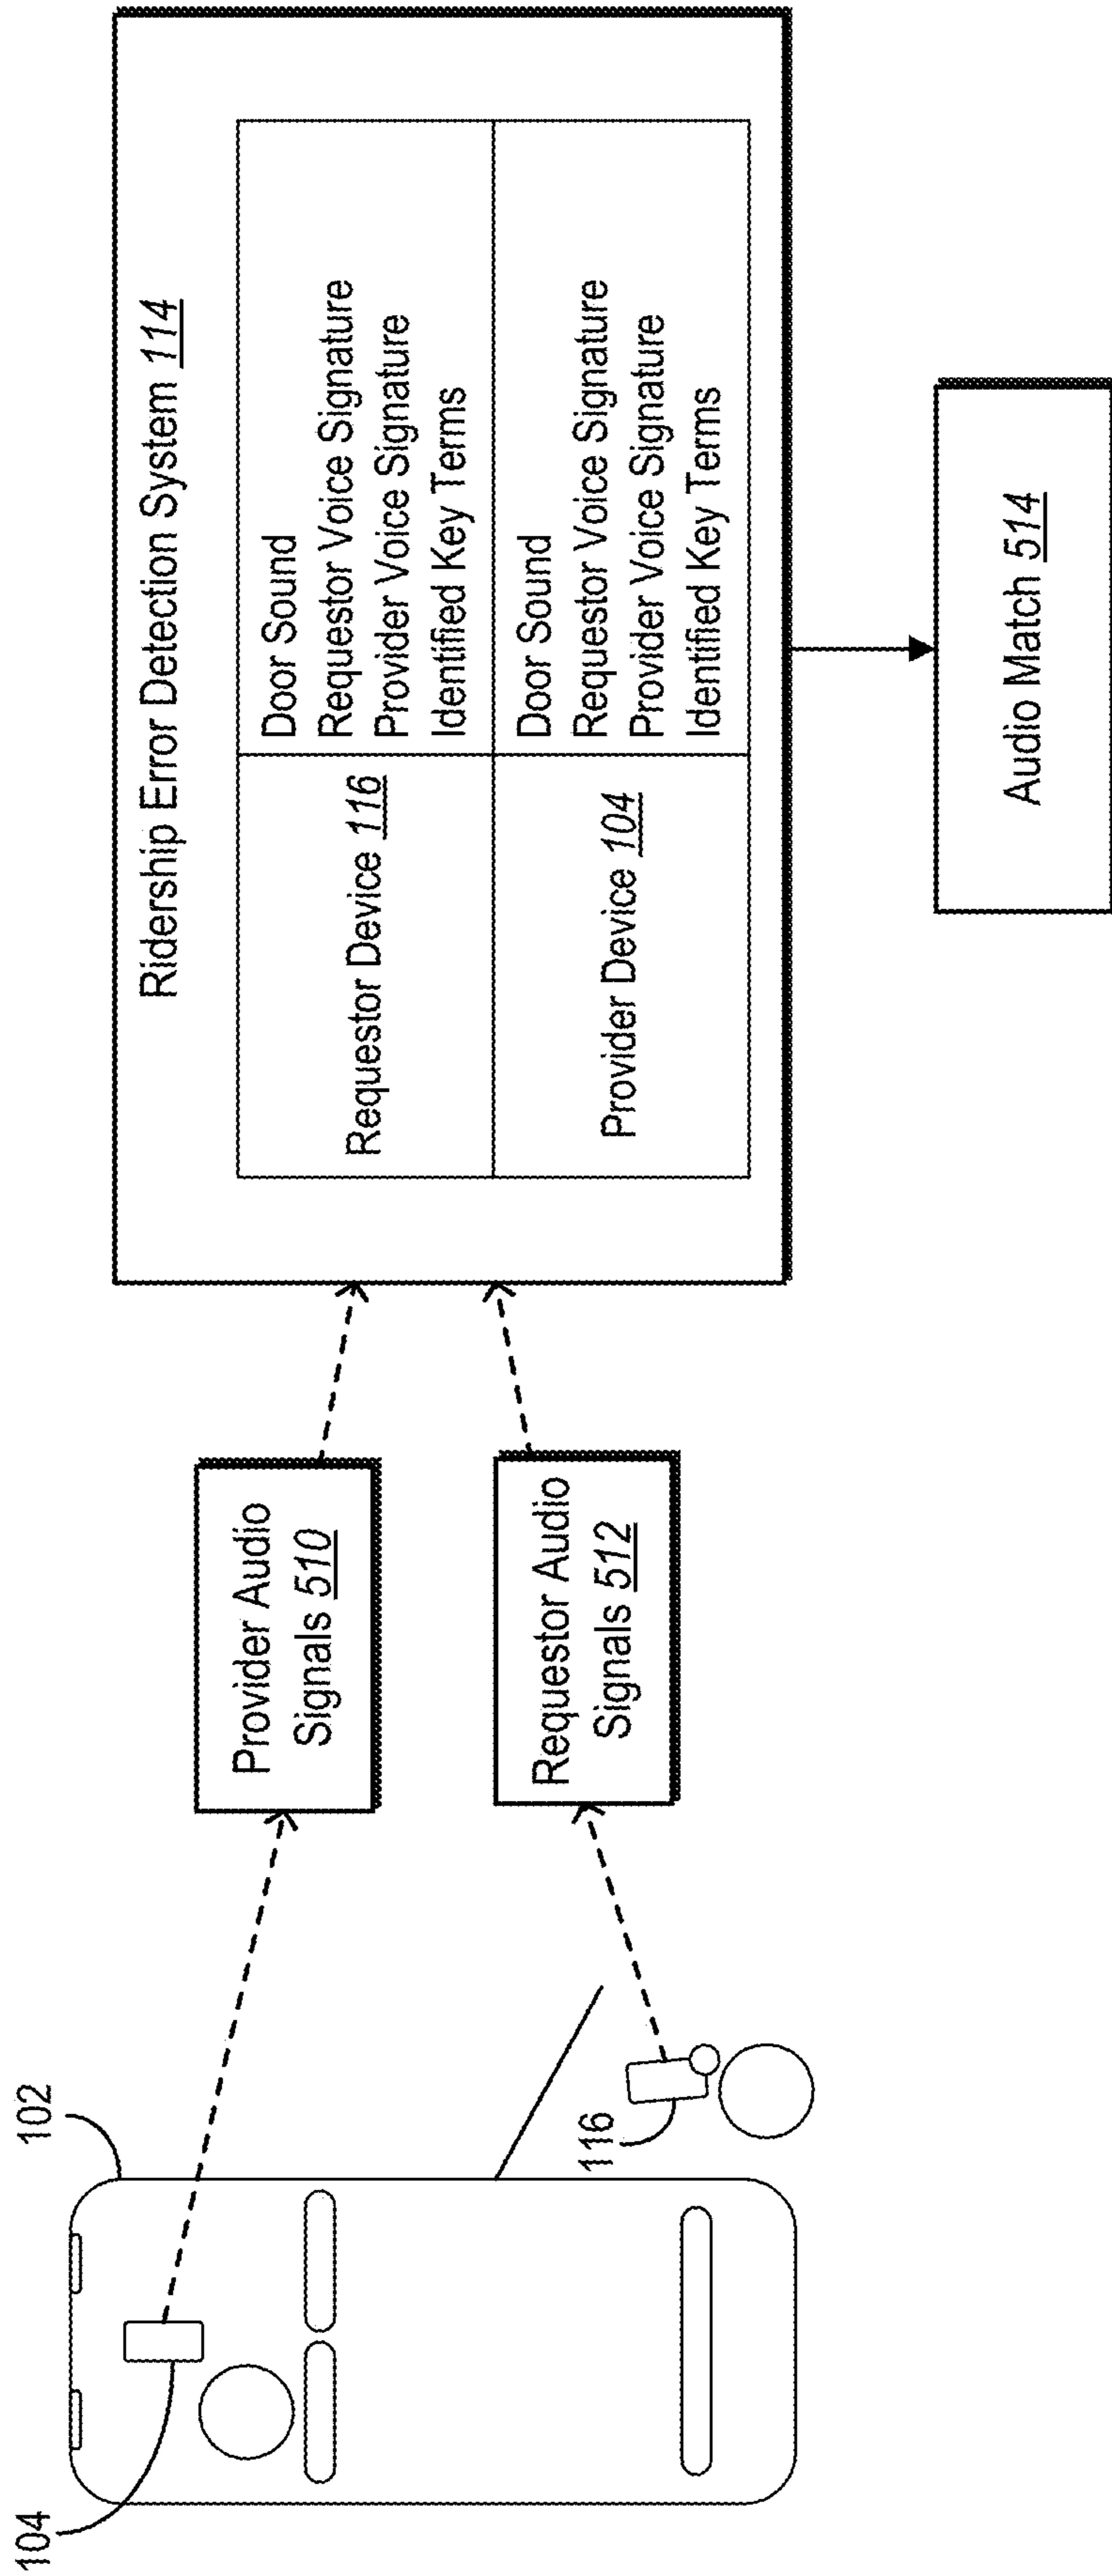 104
102
116
Provider Audio
Signals 510
Requestor Audio
Signals 512
Ridership Error Detection System 114
Requestor Device 116
Door Sound
Requestor Voice Signature
Provider Voice Signature
Identified Key Terms
Provider Device 104
Door Sound
Requestor Voice Signature
Provider Voice Signature
Identified Key Terms
Audio Match 514